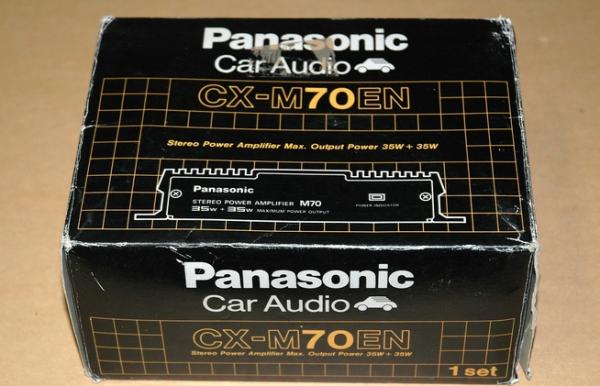 Panasonic
Car Audio
CX-M70EN
Stereo Power Amplifier Max. Output Power 35W + 35W
Panasonic
STEREO POWER AMPLIFIER M70
35W + 35W MAXIMUM POWER OUTPUT
POWER INDICATOR
Panasonic
Car Audio
CX-M70EN
Stereo Power Amplifier Max. Output Power 35W + 35W
1 set